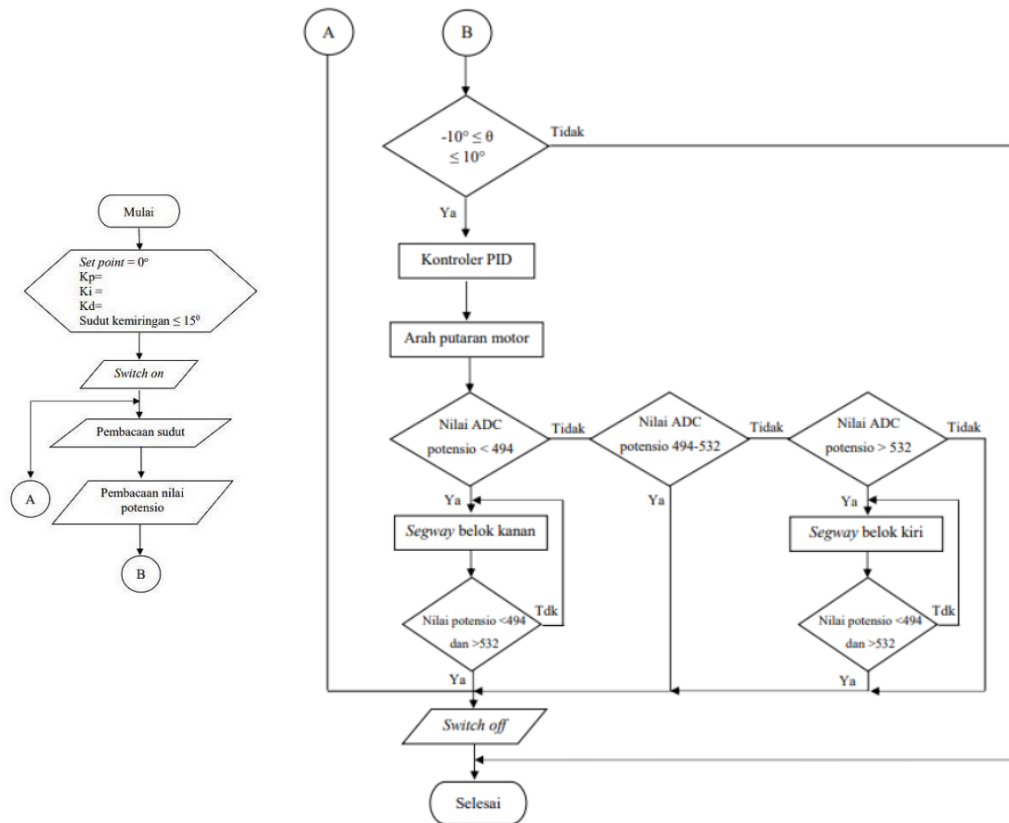 Mulai
Set point = 0°
Kp=
Ki =
Kd=
Sudut kemiringan ≤ 15⁰
Switch on
Pembacaan sudut
A
Pembacaan nilai
potensio
B
A
B
-10° ≤ θ
≤ 10°
Tidak
Ya
Kontroler PID
Arah putaran motor
Nilai ADC
potensio < 494
Tidak
Nilai ADC
potensio 494-532
Tidak
Nilai ADC
potensio > 532
Tidak
Ya
Ya
Ya
Segway belok kanan
Segway belok kiri
Nilai potensio <494
dan >532
Tdk
Nilai potensio <494
dan >532
Tdk
Ya
Ya
Switch off
Selesai